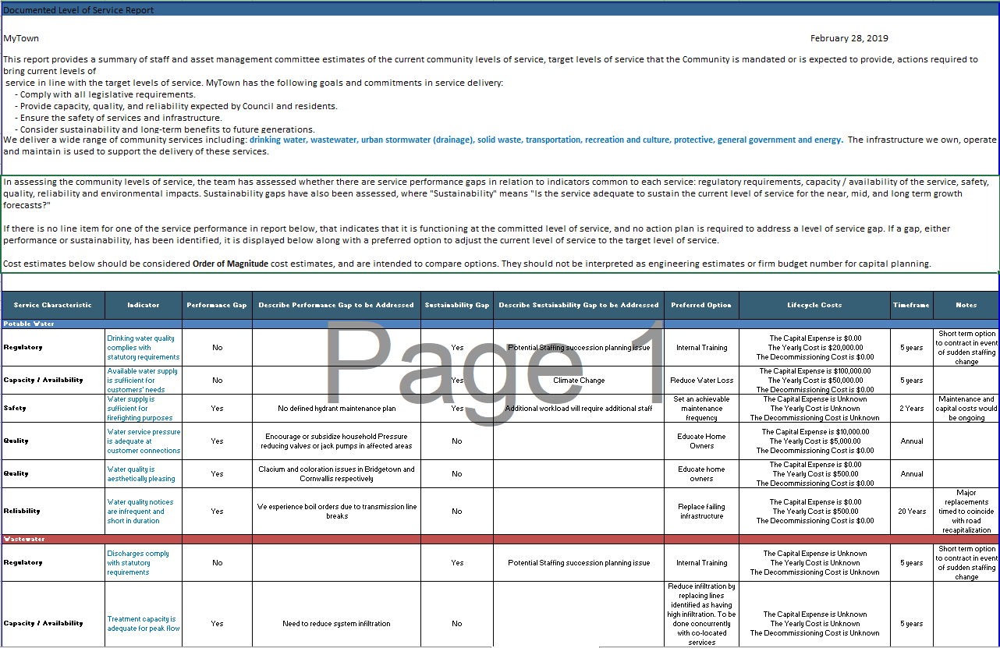 Documented Level of Service Report
MyTown
February 28, 2019
This report provides a summary of staff and asset management committee estimates of the current community levels of service, target levels of service that the Community is mandated or is expected to provide, actions required to
bring current levels of
service in line with the target levels of service. MyTown has the following goals and commitments in service delivery:
- Comply with all legislative requirements.
- Provide capacity, quality, and reliability expected by Council and residents.
- Ensure the safety of services and infrastructure.
- Consider sustainability and long-term benefits to future generations.
We deliver a wide range of community services including: drinking water, wastewater, urban stormwater (drainage), solid waste, transportation, recreation and culture, protective, general government and energy. The infrastructure we own, operate
and maintain is used to support the delivery of these services.
In assessing the community levels of service, the team has assessed whether there are service performance gaps in relation to indicators common to each service: regulatory requirements, capacity / availability of the service, safety,
quality, reliability and environmental impacts. Sustainability gaps have also been assessed, where "Sustainability" means "Is the service adequate to sustain the current level of service for the near, mid, and long term growth
forecasts?"
If there is no line item for one of the service performance in report below, that indicates that it is functioning at the committed level of service, and no action plan is required to address a level of service gap. If a gap, either
performance or sustainability, has been identified, it is displayed below along with a preferred option to adjust the current level of service to the target level of service.
Cost estimates below should be considered Order of Magnitude cost estimates, and are intended to compare options. They should not be interpreted as engineering estimates or firm budget number for capital planning.
Service Characteristic Indicator Performance Gap Describe Performance Gap to be Addressed Sustainability Gap Describe Sustainability Gap to be Addressed Preferred Option Lifecycle Costs Timeframe Notes
Potable Water
Page 1
Regulatory
Drinking water quality
complies with
statutory requirements
No
Yes
Potential Staffing succession planning issue
Internal Training
The Capital Expense is $0.00
The Yearly Cost is $20,000.00
The Decommissioning Cost is $0.00
5 years
Short term option
to contract in event
of sudden staffing
change
Capacity / Availability
Available water supply
is sufficient for
customers' needs
No
Yes
Climate Change
Reduce Water Loss
The Capital Expense is $100,000.00
The Yearly Cost is $50,000.00
The Decommissioning Cost is $0.00
5 years
Safety
Water supply is
sufficient for
firefighting purposes
Yes
No defined hydrant maintenance plan
Yes
Additional workload will require additional staff
Set an achievable
maintenance
frequency
The Capital Expense is Unknown
The Yearly Cost is Unknown
The Decommissioning Cost is Unknown
2 Years
Maintenance and
capital costs would
be ongoing
Quality
Water service pressure
is adequate at
customer connections
Yes
Encourage or subsidize household Pressure
reducing valves or jack pumps in affected areas
No
Educate Home
Owners
The Capital Expense is $10,000.00
The Yearly Cost is $5,000.00
The Decommissioning Cost is $0.00
Annual
Quality
Water quality is
aesthetically pleasing
Yes
Clacium and coloration issues in Bridgetown and
Cornwallis respectively
No
Educate home
owners
The Capital Expense is $0.00
The Yearly Cost is $500.00
The Decommissioning Cost is $0.00
Annual
Reliability
Water quality notices
are infrequent and
short in duration
Yes
We experience boil orders due to transmission line
breaks
No
Replace failing
infrastructure
The Capital Expense is $0.00
The Yearly Cost is $500.00
The Decommissioning Cost is $0.00
20 Years
Major
replacements
timed to coincide
with road
recapitalization
Wastewater
Regulatory
Discharges comply
with statutory
requirements
No
Yes
Potential Staffing succession planning issue
Internal Training
The Capital Expense is Unknown
The Yearly Cost is Unknown
The Decommissioning Cost is Unknown
5 years
Short term option
to contract in event
of sudden staffing
change
Capacity / Availability
Treatment capacity is
adequate for peak flow
Yes
Need to reduce system infiltration
No
Reduce infiltration by
replacing lines
identified as having
high infiltration. To be
done concurrently
with co-located
services
The Capital Expense is Unknown
The Yearly Cost is Unknown
The Decommissioning Cost is Unknown
5 years